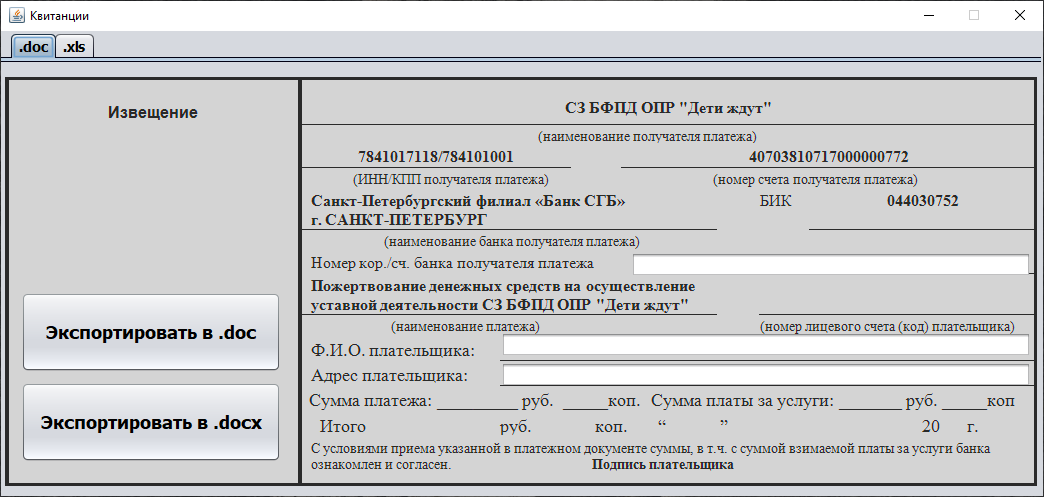 Квитанции
.doc .xls
Извещение
Экспортировать в .doc
Экспортировать в .docx
СЗ БФПД ОПР "Дети ждут"
(наименование получателя платежа)
7841017118/784101001 40703810717000000772
(ИНН/КПП получателя платежа) (номер счета получателя платежа)
Санкт-Петербургский филиал «Банк СГБ» БИК 044030752
г. САНКТ-ПЕТЕРБУРГ
(наименование банка получателя платежа)
Номер кор./сч. банка получателя платежа
Пожертвование денежных средств на осуществление
уставной деятельности СЗ БФПД ОПР "Дети ждут"
(наименование платежа) (номер лицевого счета (код) плательщика)
Ф.И.О. плательщика:
Адрес плательщика:
Сумма платежа: _________ руб. _____коп. Сумма платы за услуги: _______ руб. _____коп
Итого руб. коп. “ ” 20 г.
С условиями приема указанной в платежном документе суммы, в т.ч. с суммой взимаемой платы за услуги банка
ознакомлен и согласен. Подпись плательщика